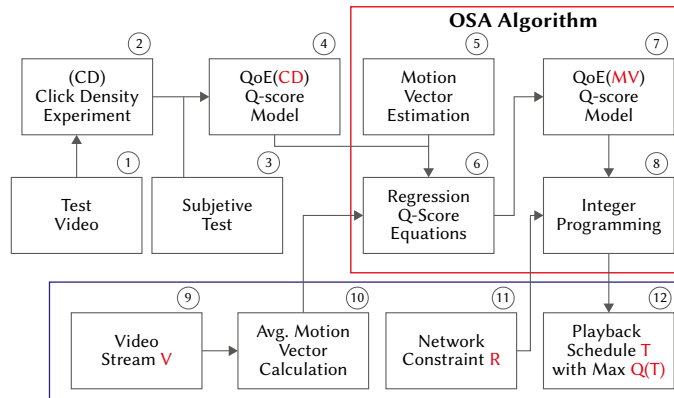 OSA Algorithm
2
4
5
7
(CD)
Click Density
Experiment
QoE(CD)
Q-score
Model
Motion
Vector
Estimation
QoE(MV)
Q-score
Model
1
3
6
8
Test
Video
Subjetive
Test
Regression
Q-Score
Equations
Integer
Programming
9
10
11
12
Video
Stream V
Avg. Motion
Vector
Calculation
Network
Constraint R
Playback
Schedule T
with Max Q(T)